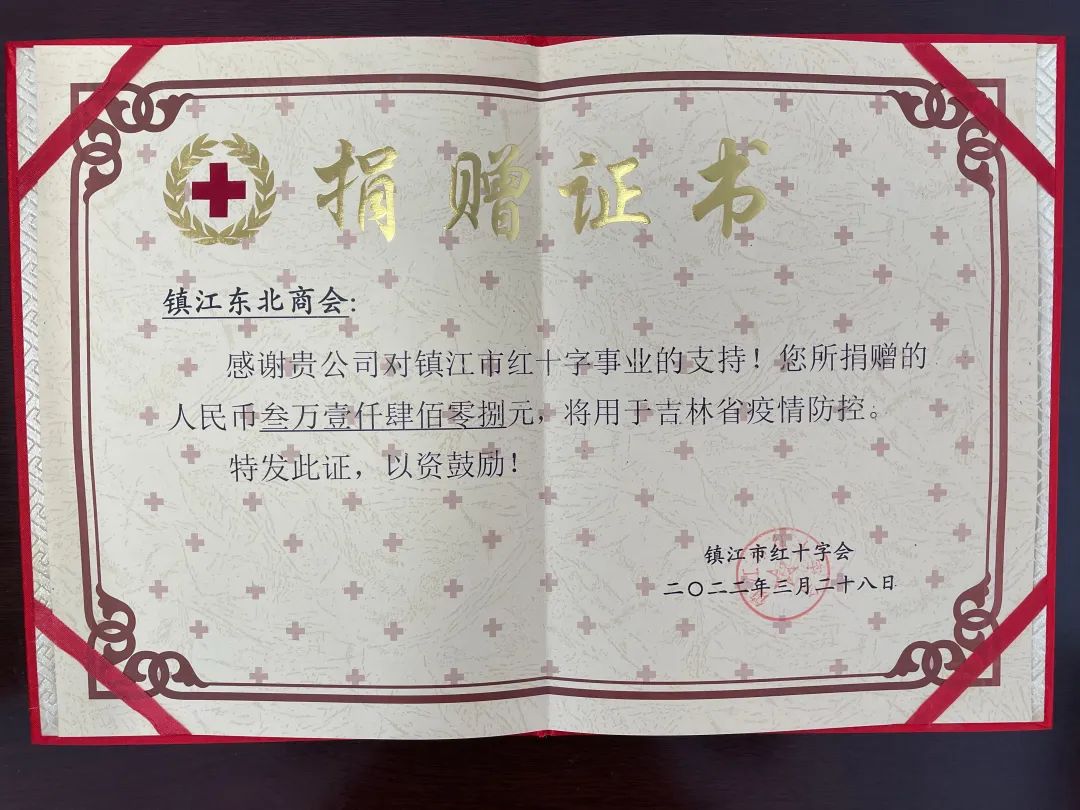 捐赠证书
镇江东北商会:
感谢贵公司对镇江市红十字事业的支持！您所捐赠的
人民币叁万壹仟肆佰零捌元，将用于吉林省疫情防控。
特发此证，以资鼓励！
镇江市红十字会
二〇二二年三月二十八日